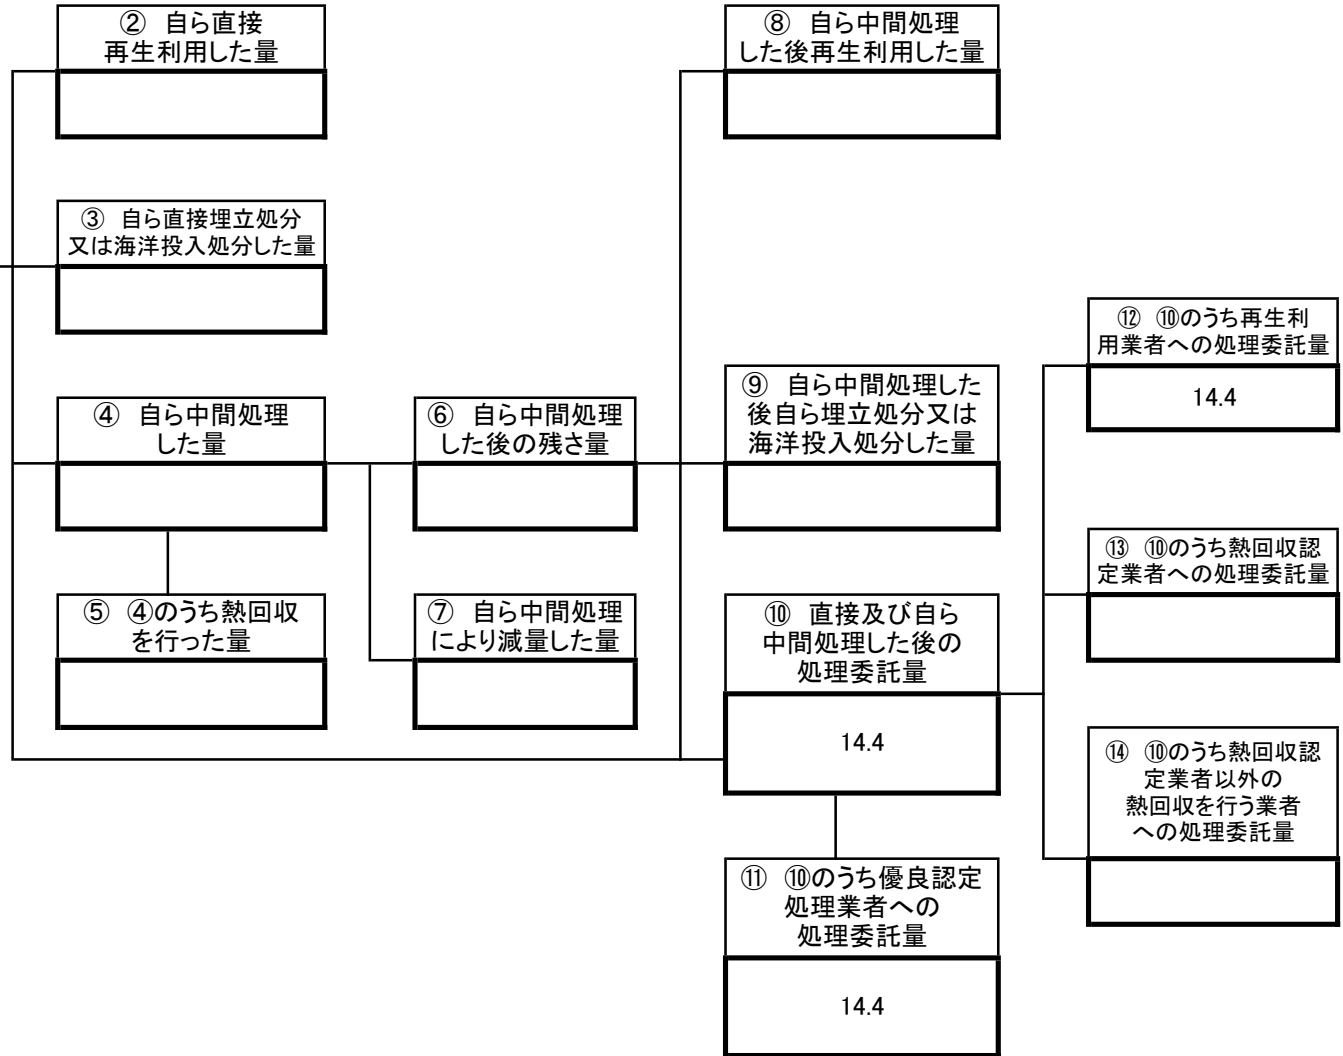 ② 自ら直接
再生利用した量
⑧ 自ら中間処理
した後再生利用した量
③ 自ら直接埋立処分
又は海洋投入処分した量
⑫ ⑩のうち再生利
用業者への処理委託量
14.4
④ 自ら中間処理
した量
⑥ 自ら中間処理
した後の残さ量
⑨ 自ら中間処理した
後自ら埋立処分又は
海洋投入処分した量
⑬ ⑩のうち熱回収認
定業者への処理委託量
⑤ ④のうち熱回収
を行った量
⑦ 自ら中間処理
により減量した量
⑩ 直接及び自ら
中間処理した後の
処理委託量
14.4
⑭ ⑩のうち熱回収認
定業者以外の
熱回収を行う業者
への処理委託量
⑪ ⑩のうち優良認定
処理業者への
処理委託量
14.4